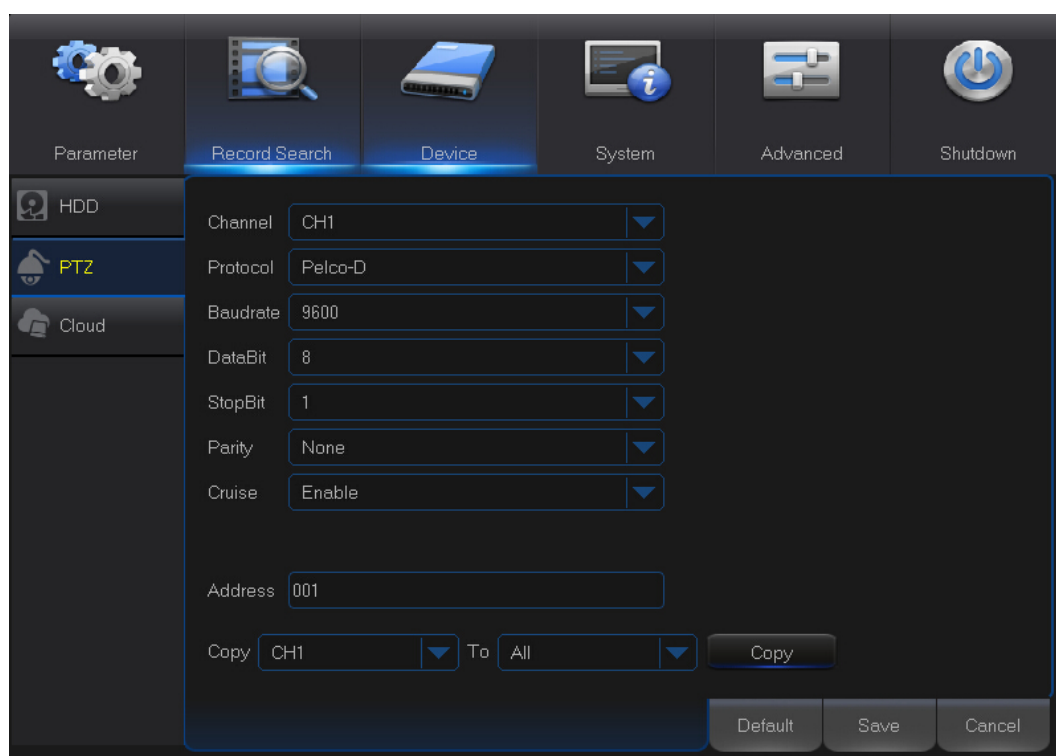 Parameter Record Search Device System Advanced Shutdown
HDD
PTZ
Cloud
Channel CH1
Protocol Pelco-D
Baudrate 9600
DataBit 8
StopBit 1
Parity None
Cruise Enable
Address 001
Copy CH1 To All Copy
Default Save Cancel